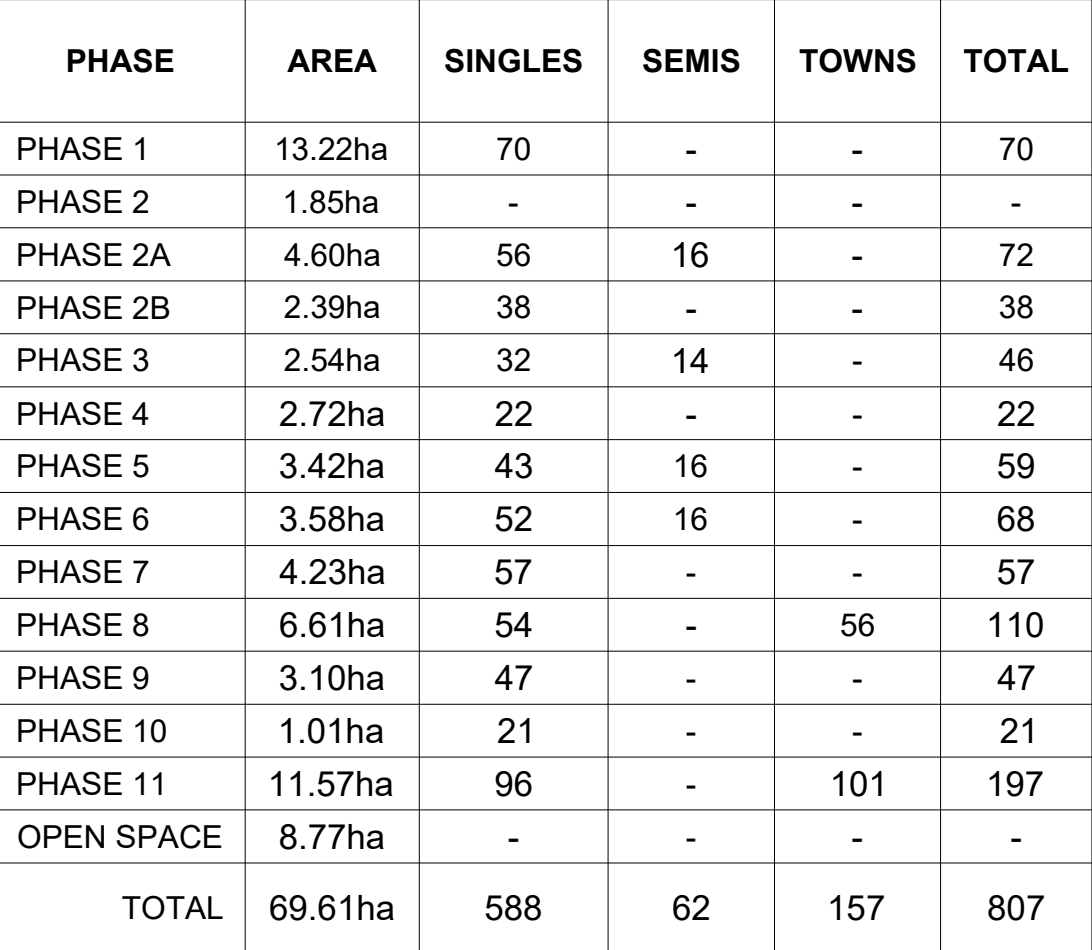 PHASE AREA SINGLES SEMIS TOWNS TOTAL
PHASE 1 13.22ha 70 - - 70
PHASE 2 1.85ha - - - -
PHASE 2A 4.60ha 56 16 - 72
PHASE 2B 2.39ha 38 - - 38
PHASE 3 2.54ha 32 14 - 46
PHASE 4 2.72ha 22 - - 22
PHASE 5 3.42ha 43 16 - 59
PHASE 6 3.58ha 52 16 - 68
PHASE 7 4.23ha 57 - - 57
PHASE 8 6.61ha 54 - 56 110
PHASE 9 3.10ha 47 - - 47
PHASE 10 1.01ha 21 - - 21
PHASE 11 11.57ha 96 - 101 197
OPEN SPACE 8.77ha - - - -
TOTAL 69.61ha 588 62 157 807